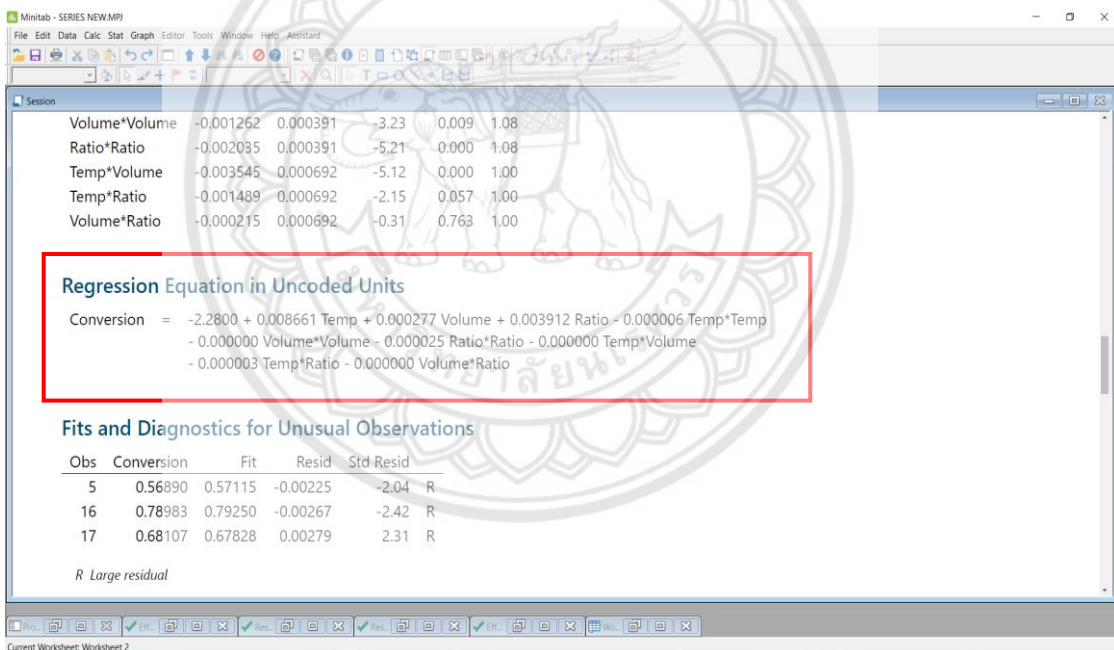 Minitab - SERIES NEW.MPJ
File Edit Data Calc Stat Graph Editor Tools Window Help Assistant
Session
Volume*Volume -0.001262 0.000391 -3.23 0.009 1.08
Ratio*Ratio -0.002035 0.000391 -5.21 0.000 1.08
Temp*Volume -0.003545 0.000692 -5.12 0.000 1.00
Temp*Ratio -0.001489 0.000692 -2.15 0.057 1.00
Volume*Ratio -0.000215 0.000692 -0.31 0.763 1.00
Regression Equation in Uncoded Units
Conversion = -2.2800 + 0.008661 Temp + 0.000277 Volume + 0.003912 Ratio - 0.000006 Temp*Temp
- 0.000000 Volume*Volume - 0.000025 Ratio*Ratio - 0.000000 Temp*Volume
- 0.000003 Temp*Ratio - 0.000000 Volume*Ratio
Fits and Diagnostics for Unusual Observations
Obs Conversion Fit Resid Std Resid
5 0.56890 0.57115 -0.00225 -2.04 R
16 0.78983 0.79250 -0.00267 -2.42 R
17 0.68107 0.67828 0.00279 2.31 R
R Large residual
Pro... Eff... Res... Res... Eff... Wo...
Current Worksheet: Worksheet 2